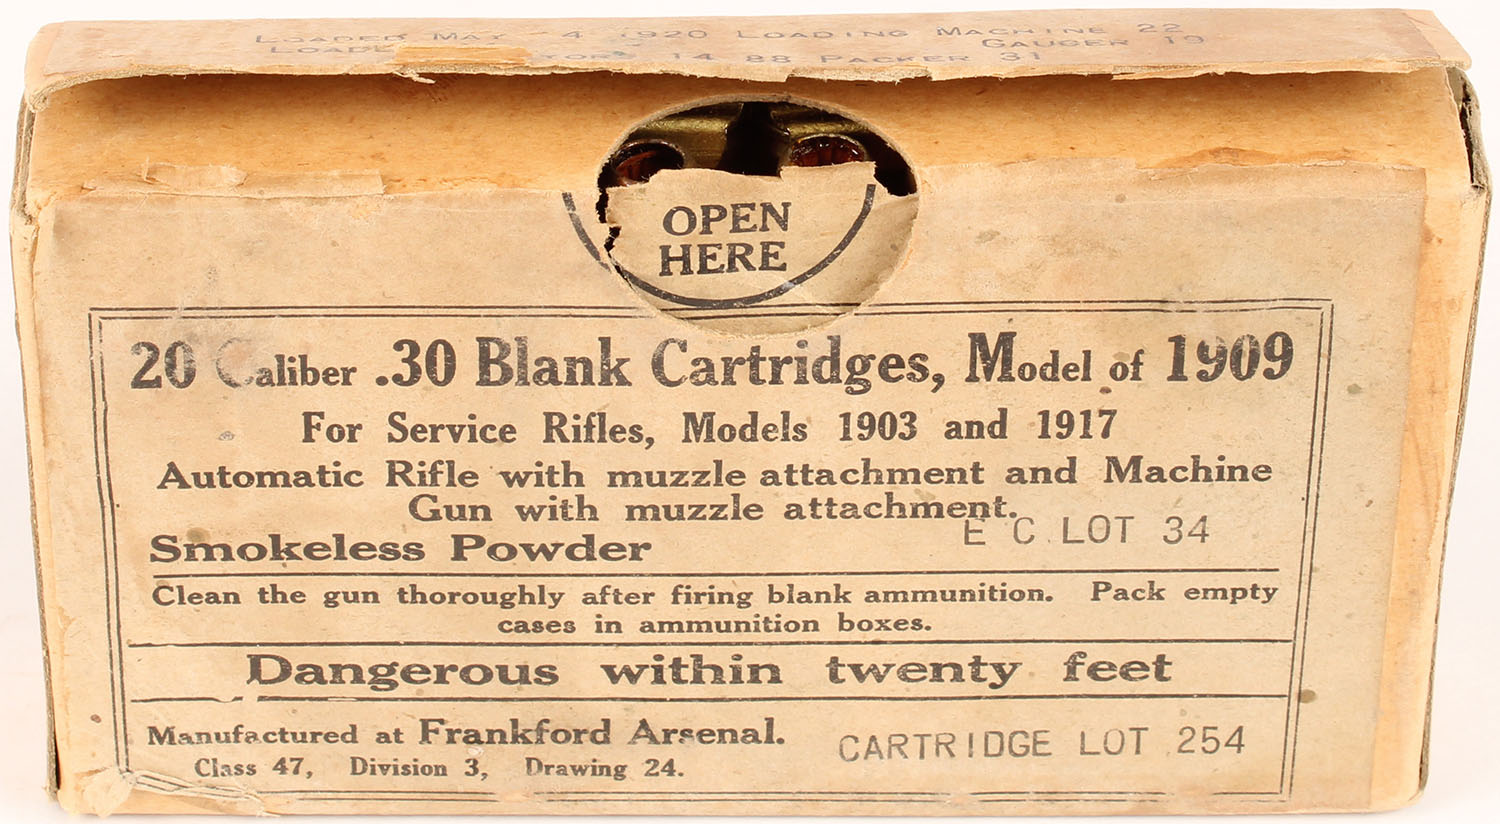 LOADED MAY 4 1920 LOADING MACHINE 22
GAUGER 19
14 88 PACKER 31
OPEN
HERE
20 Caliber .30 Blank Cartridges, Model of 1909
For Service Rifles, Models 1903 and 1917
Automatic Rifle with muzzle attachment and Machine
Gun with muzzle attachment.
E C LOT 34
Smokeless Powder
Clean the gun thoroughly after firing blank ammunition. Pack empty
cases in ammunition boxes.
Dangerous within twenty feet
Manufactured at Frankford Arsenal.
CARTRIDGE LOT 254
Class 47, Division 3, Drawing 24.